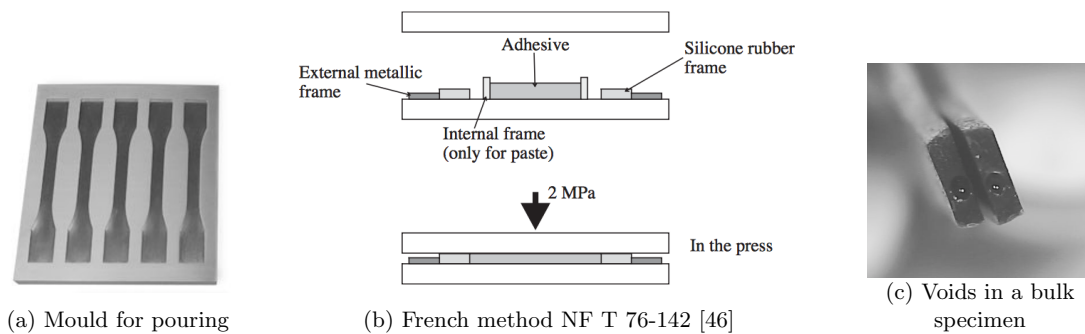 Adhesive
Silicone rubber
frame
External metallic
frame
Internal frame
(only for paste)
2 MPa
In the press
(a) Mould for pouring
(b) French method NF T 76-142 [46]
(c) Voids in a bulk
specimen